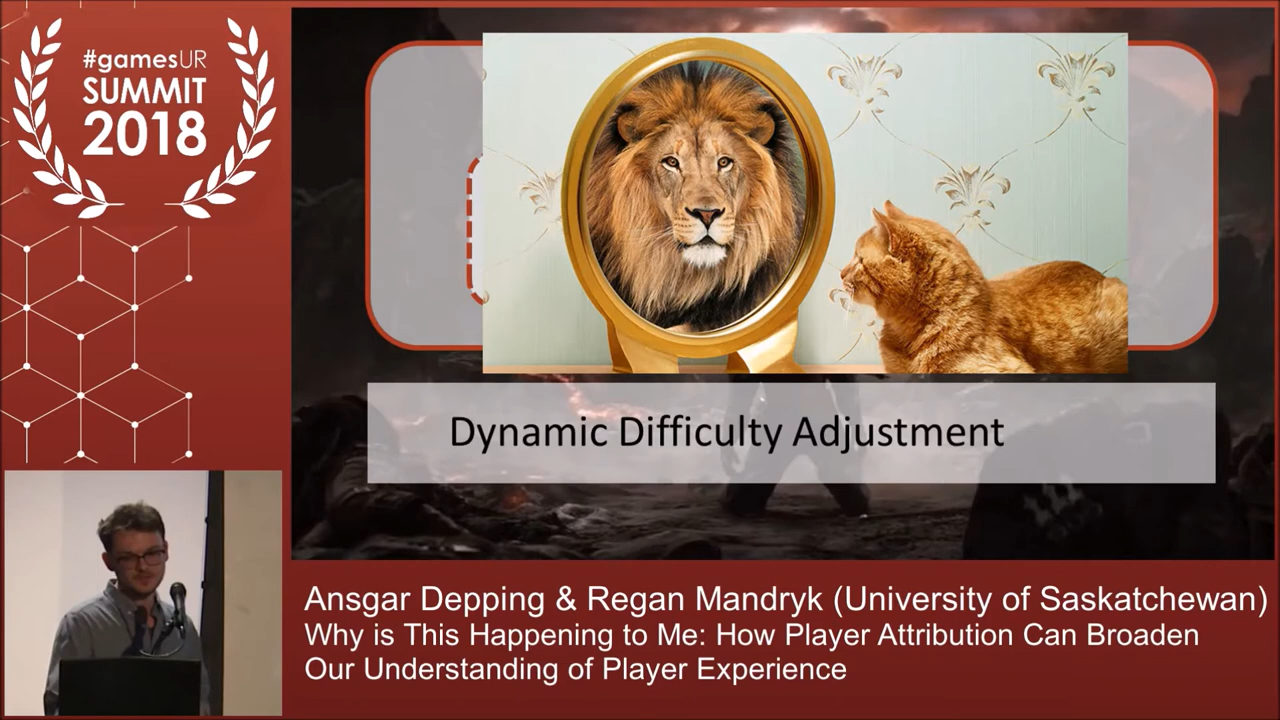 #gamesUR
SUMMIT
2018
Dynamic Difficulty Adjustment
Ansgar Depping & Regan Mandryk (University of Saskatchewan)
Why is This Happening to Me: How Player Attribution Can Broaden
Our Understanding of Player Experience